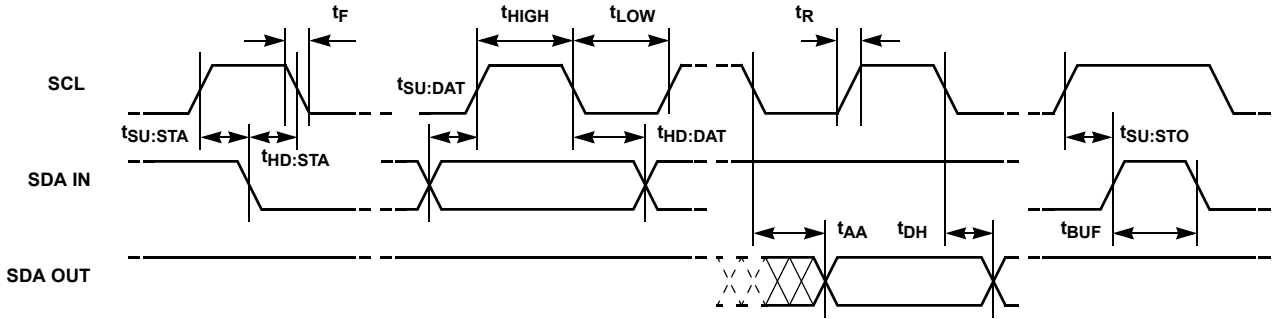 tF
tHIGH
tLOW
tR
SCL
tSU:DAT
tSU:STA
tHD:STA
tHD:DAT
tSU:STO
SDA IN
tAA
tDH
tBUF
SDA OUT